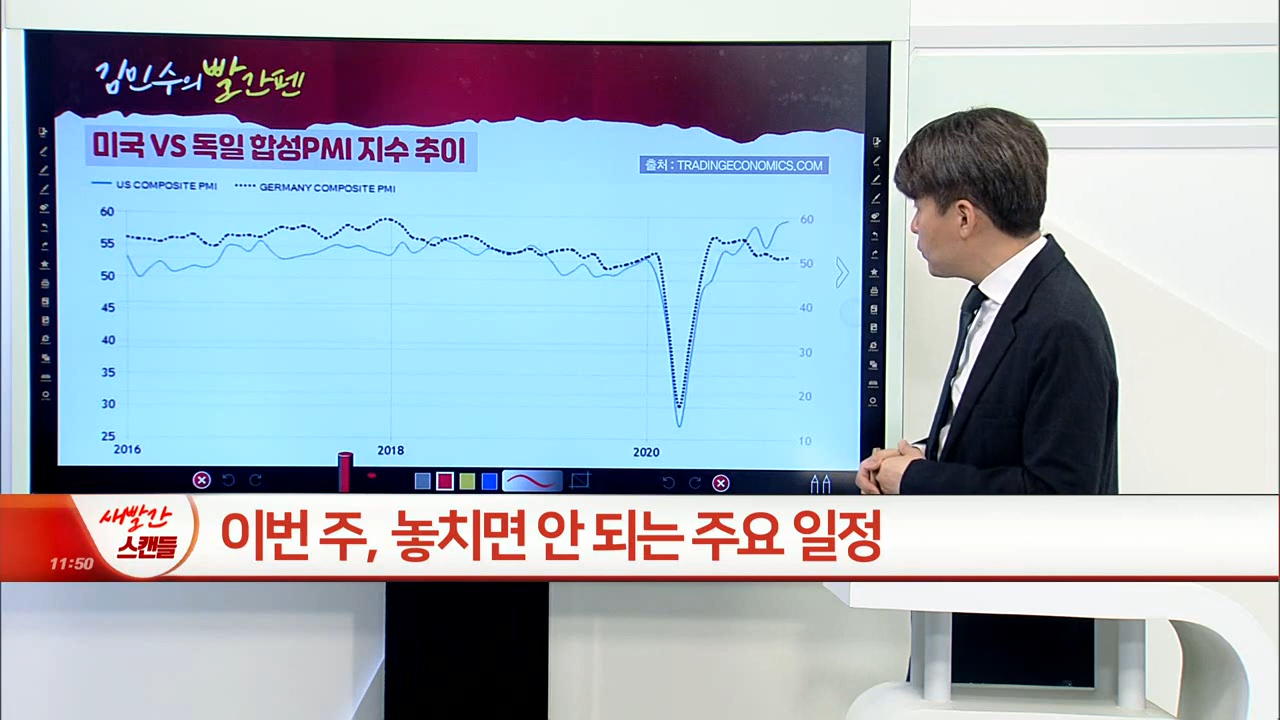 김민수의 빨간펜
미국 VS 독일 합성PMI 지수 추이
출처 : TRADINGECONOMICS.COM
US COMPOSITE PMI
GERMANY COMPOSITE PMI
60
55
50
45
40
35
30
25
60
50
40
30
20
10
2016
2018
2020
새빨간
스캔들
11:50
이번 주, 놓치면 안 되는 주요 일정